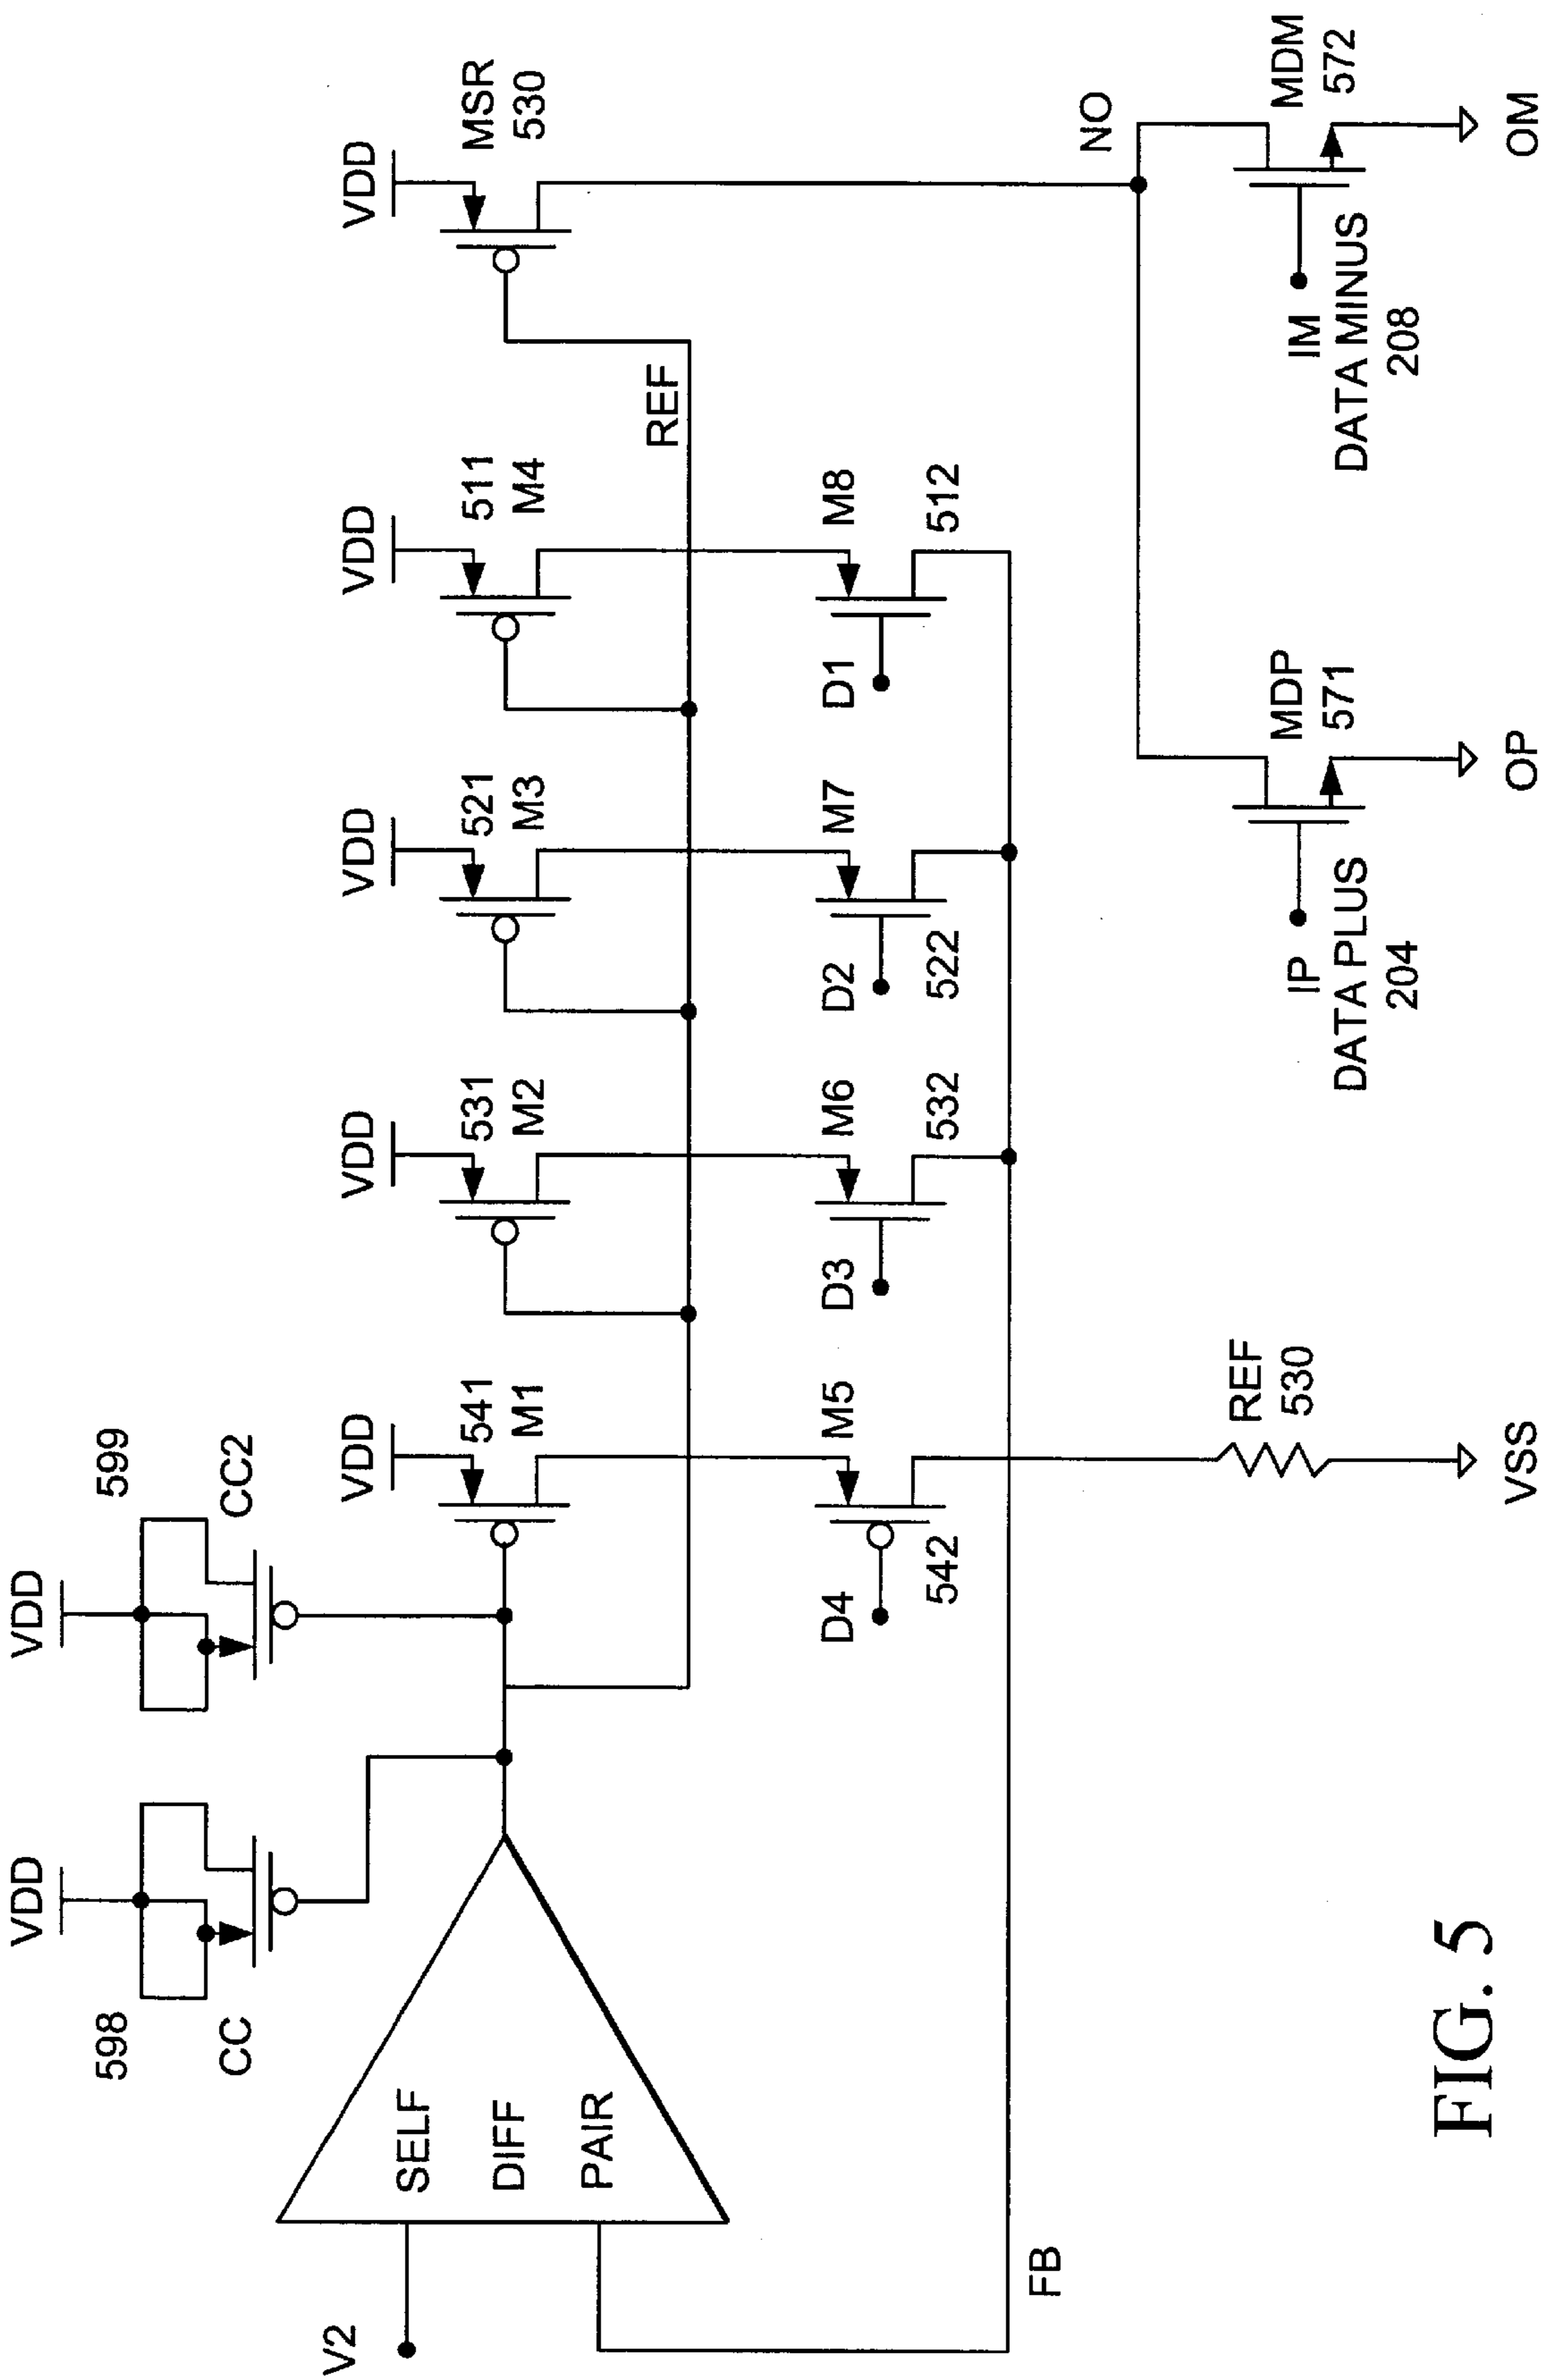 VDD
598
CC
VDD
599
CC2
V2
SELF
DIFF
PAIR
FB
VDD
541
M1
VDD
531
M2
VDD
521
M3
VDD
511
M4
VDD
MSR
530
REF
D4
M5
542
D3
M6
532
D2
M7
522
D1
M8
512
REF
530
VSS
NO
IP
DATA PLUS
204
MDP
571
OP
IM
DATA MINUS
208
MDM
572
OM
FIG. 5